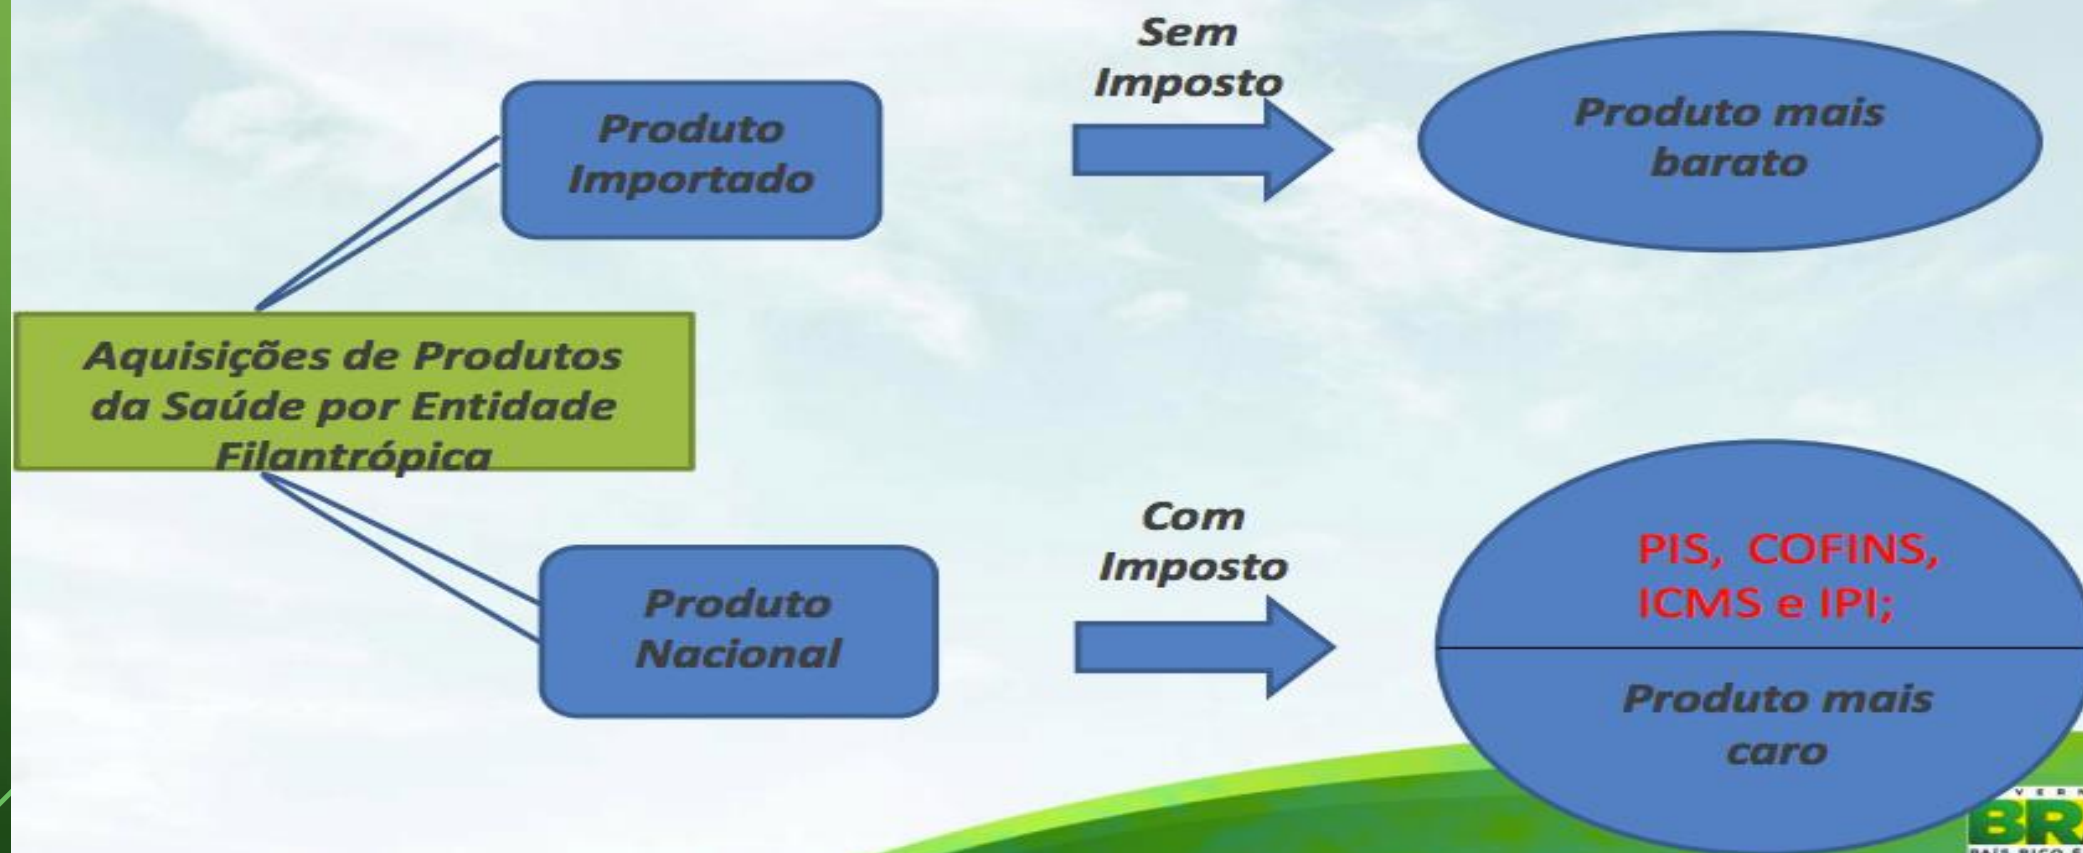 Sem
Imposto
Produto
Importado
Produto mais
barato
Aquisições de Produtos
da Saúde por Entidade
Filantrópica
Com
Imposto
Produto
Nacional
PIS, COFINS,
ICMS e IPI;
Produto mais
caro